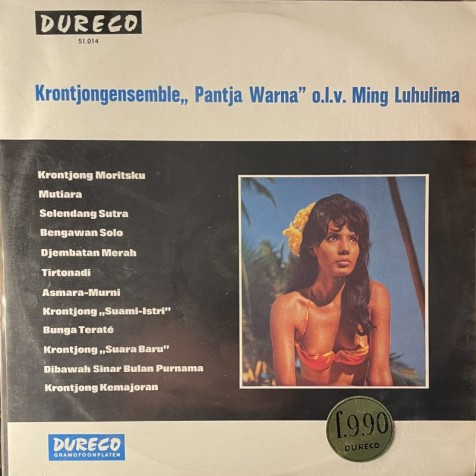 DURECO
51.014
Krontjongensemble„ Pantja Warna” o.l.v. Ming Luhulima
Krontjong Moritsku
Mutiara
Selendang Sutra
Bengawan Solo
Djembatan Merah
Tirtonadi
Asmara-Murni
Krontjong „Suami-Istri”
Bunga Teraté
Krontjong „Suara Baru”
Dibawah Sinar Bulan Purnama
Krontjong Kemajoran
f.9.90
DURECO
DURECO
GRAMOFOONPLATEN